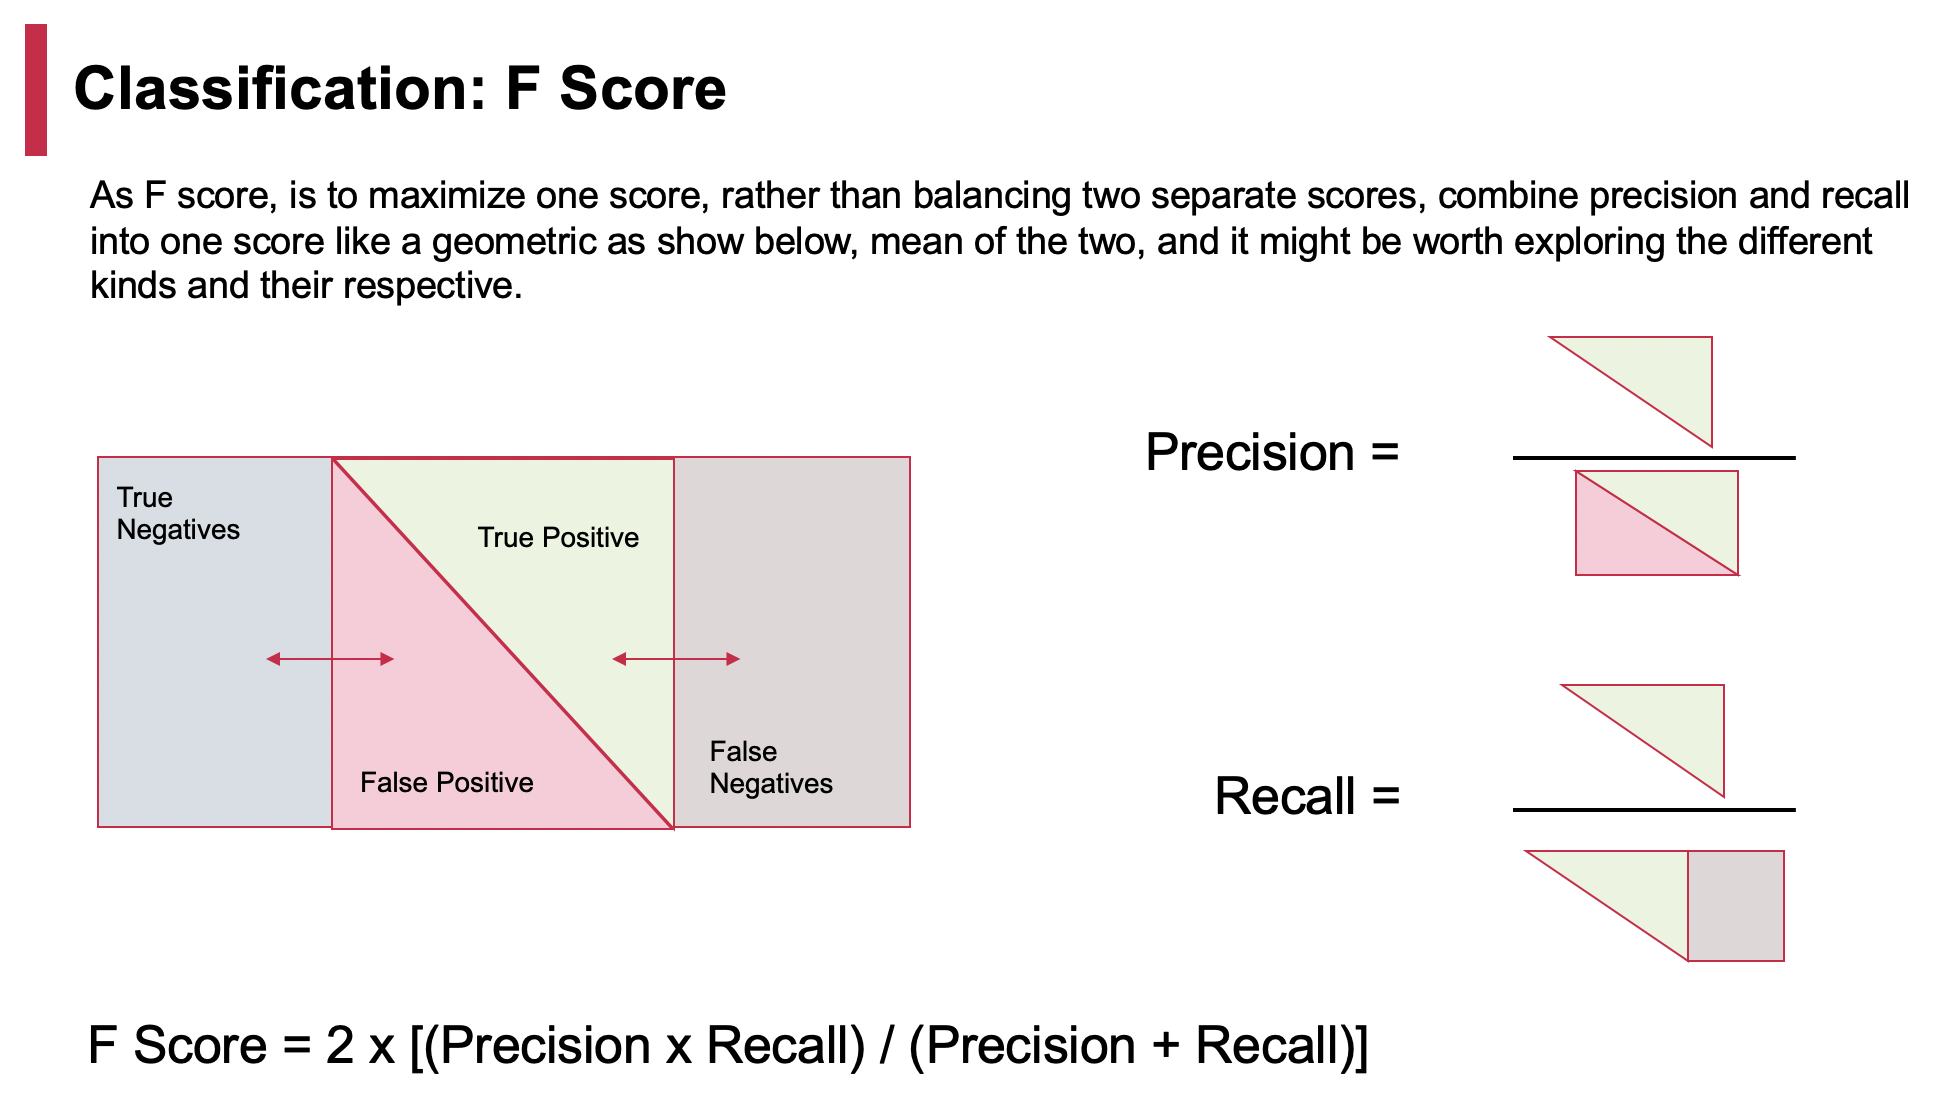 Classification: F Score
As F score, is to maximize one score, rather than balancing two separate scores, combine precision and recall
into one score like a geometric as show below, mean of the two, and it might be worth exploring the different
kinds and their respective.
True
Negatives
True Positive
False Positive
False
Negatives
Precision =
Recall =
F Score = 2 x [(Precision x Recall) / (Precision + Recall)]